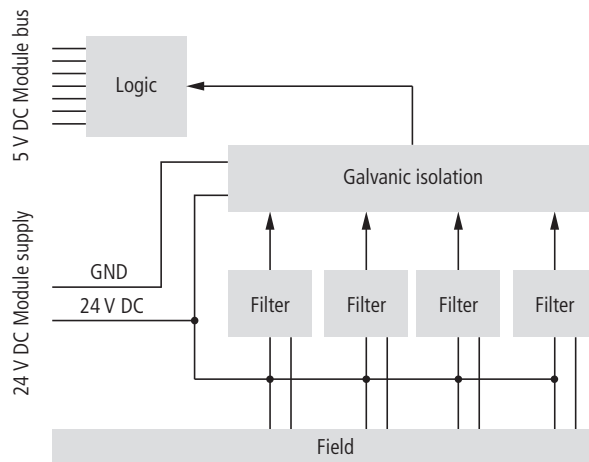 5 V DC Module bus
Logic
Galvanic isolation
24 V DC Module supply
GND
24 V DC
Filter
Filter
Filter
Filter
Field